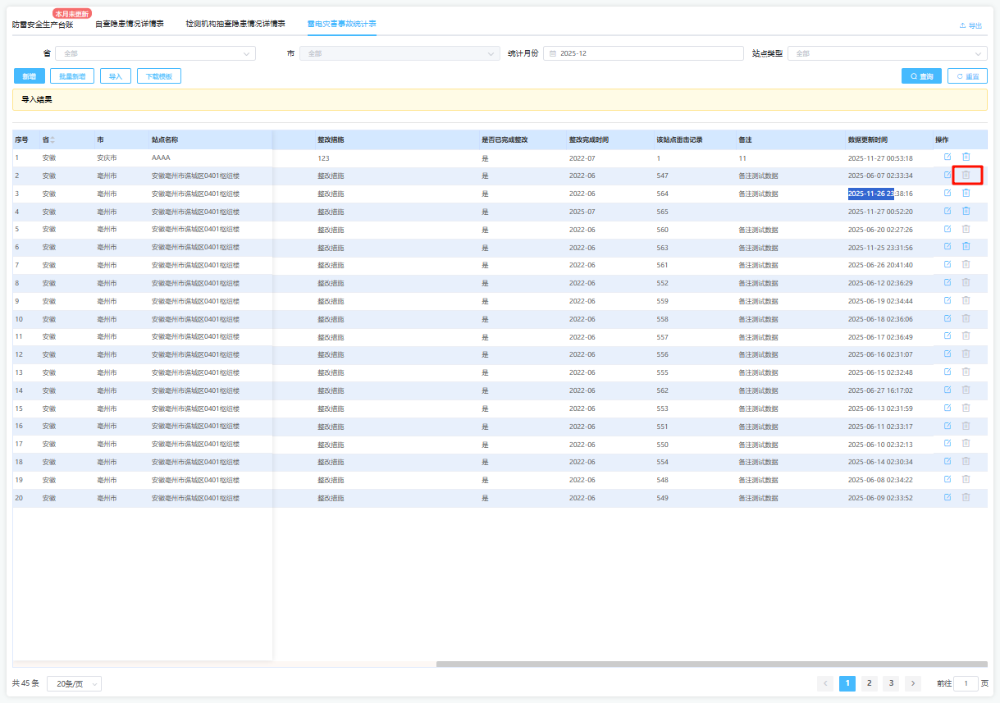 本月未更新
防雷安全生产台账 自查隐患情况详情表 检测机构抽查隐患情况详情表 雷电灾害事故统计表 导出
省 全部 市 全部 统计月份 2025-12 站点类型 全部
新增 批量新增 导入 下载模板 查询 重置
导入结果
序号 省 市 站点名称 整改措施 是否已完成整改 整改完成时间 该站点雷击记录 备注 数据更新时间 操作
1 安徽 安庆市 AAAA 123 是 2022-07 1 11 2025-11-27 00:53:18
2 安徽 亳州市 安徽亳州市谯城区0401枢纽楼 整改措施 是 2022-06 547 备注测试数据 2025-06-07 02:33:34
3 安徽 亳州市 安徽亳州市谯城区0401枢纽楼 整改措施 是 2022-06 564 备注测试数据 2025-11-26 23:38:16
4 安徽 亳州市 安徽亳州市谯城区0401枢纽楼 整改措施 是 2025-07 565 2025-11-27 00:52:20
5 安徽 亳州市 安徽亳州市谯城区0401枢纽楼 整改措施 是 2022-06 560 备注测试数据 2025-06-20 02:27:26
6 安徽 亳州市 安徽亳州市谯城区0401枢纽楼 整改措施 是 2022-06 563 备注测试数据 2025-11-25 23:31:56
7 安徽 亳州市 安徽亳州市谯城区0401枢纽楼 整改措施 是 2022-06 561 备注测试数据 2025-06-26 20:41:40
8 安徽 亳州市 安徽亳州市谯城区0401枢纽楼 整改措施 是 2022-06 552 备注测试数据 2025-06-12 02:36:29
9 安徽 亳州市 安徽亳州市谯城区0401枢纽楼 整改措施 是 2022-06 559 备注测试数据 2025-06-19 02:34:44
10 安徽 亳州市 安徽亳州市谯城区0401枢纽楼 整改措施 是 2022-06 558 备注测试数据 2025-06-18 02:36:06
11 安徽 亳州市 安徽亳州市谯城区0401枢纽楼 整改措施 是 2022-06 557 备注测试数据 2025-06-17 02:36:49
12 安徽 亳州市 安徽亳州市谯城区0401枢纽楼 整改措施 是 2022-06 556 备注测试数据 2025-06-16 02:31:07
13 安徽 亳州市 安徽亳州市谯城区0401枢纽楼 整改措施 是 2022-06 555 备注测试数据 2025-06-15 02:32:48
14 安徽 亳州市 安徽亳州市谯城区0401枢纽楼 整改措施 是 2022-06 562 备注测试数据 2025-06-27 16:17:02
15 安徽 亳州市 安徽亳州市谯城区0401枢纽楼 整改措施 是 2022-06 553 备注测试数据 2025-06-13 02:31:59
16 安徽 亳州市 安徽亳州市谯城区0401枢纽楼 整改措施 是 2022-06 551 备注测试数据 2025-06-11 02:33:17
17 安徽 亳州市 安徽亳州市谯城区0401枢纽楼 整改措施 是 2022-06 550 备注测试数据 2025-06-10 02:32:13
18 安徽 亳州市 安徽亳州市谯城区0401枢纽楼 整改措施 是 2022-06 554 备注测试数据 2025-06-14 02:30:34
19 安徽 亳州市 安徽亳州市谯城区0401枢纽楼 整改措施 是 2022-06 548 备注测试数据 2025-06-08 02:34:22
20 安徽 亳州市 安徽亳州市谯城区0401枢纽楼 整改措施 是 2022-06 549 备注测试数据 2025-06-09 02:33:52
共 45 条 20条/页 1 2 3 前往 1 页